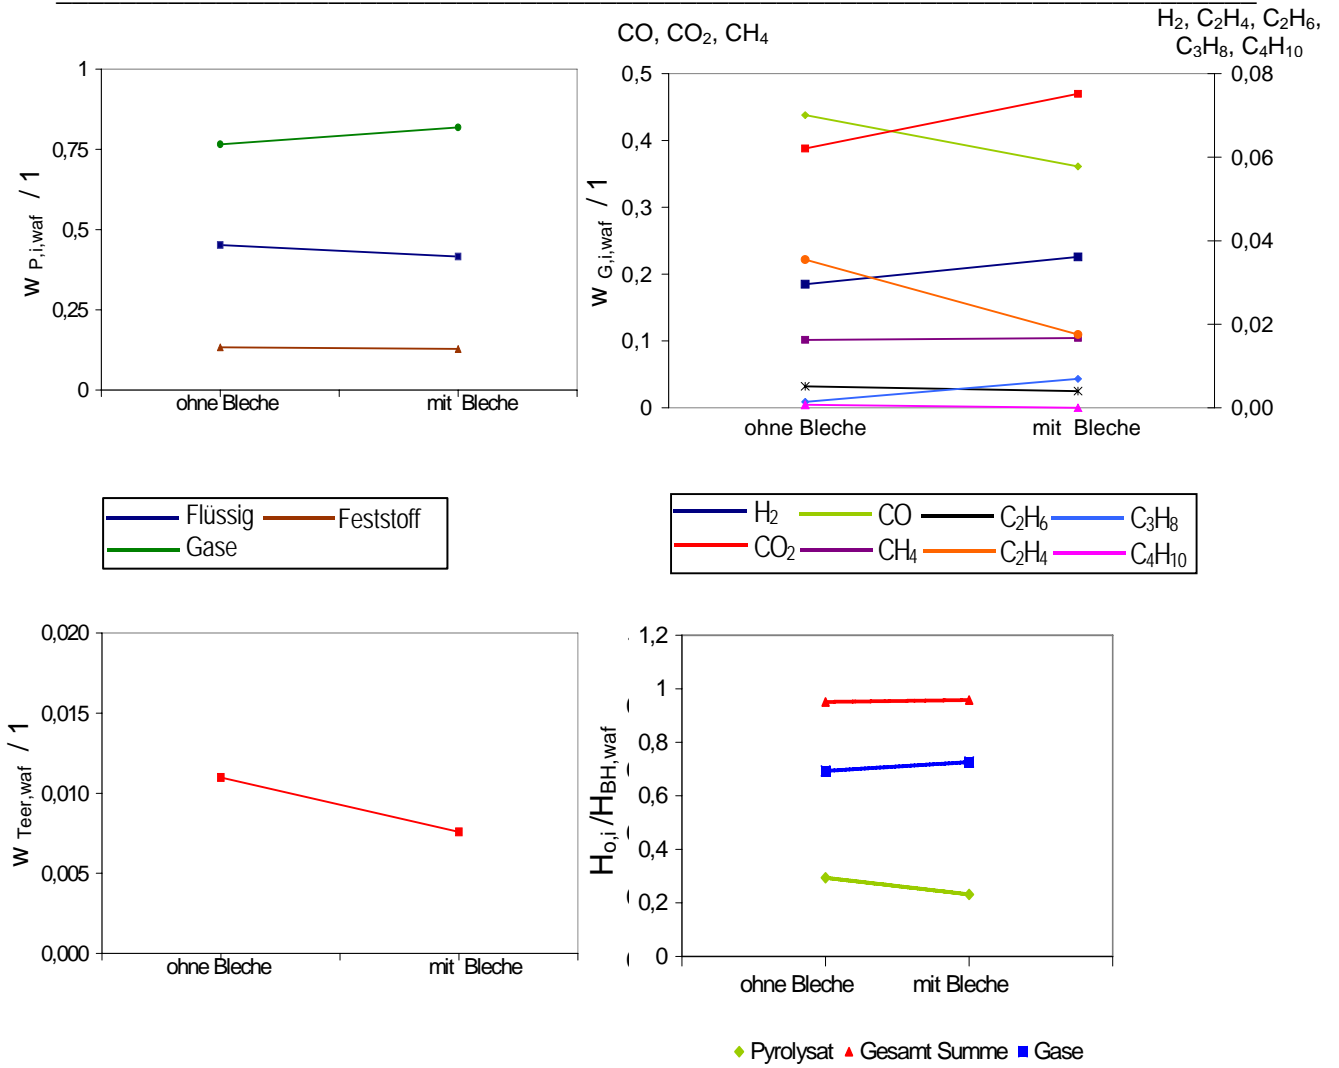 CO, CO₂, CH₄
H₂, C₂H₄, C₂H₆,
C₃H₈, C₄H₁₀
w P,i,waf / 1
1
0,75
0,5
0,25
0
ohne Bleche mit Bleche
w G,i,waf / 1
0,5
0,4
0,3
0,2
0,1
0
0,08
0,06
0,04
0,02
0,00
ohne Bleche mit Bleche
Flüssig Feststoff
Gase
H₂ CO C₂H₆ C₃H₈
CO₂ CH₄ C₂H₄ C₄H₁₀
w Teer,waf / 1
0,020
0,015
0,010
0,005
0,000
ohne Bleche mit Bleche
H₀,ᵢ/H_BH,waf
1,2
1
0,8
0,6
0,4
0,2
0
ohne Bleche mit Bleche
Pyrolysat Gesamt Summe Gase